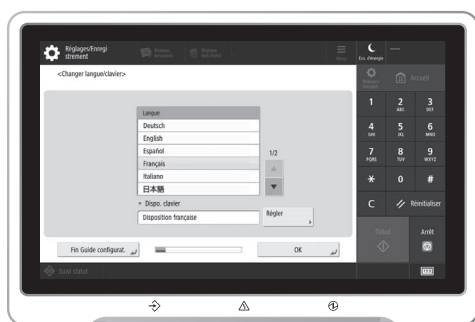 Réglages/Enregi
strement
Menu
Éco. d'énergie
<Changer langue/clavier>
Accueil
Langue
Deutsch
English
Español
Français
Italiano
日本語
1/2
Dispo. clavier
Disposition française
Régler
Fin Guide configurat.
OK
1
2
ABC
3
DEF
4
GHI
5
JKL
6
MNO
7
PQRS
8
TUV
9
WXYZ
*
0
#
C
Réinitialiser
Début
Arrêt
Suivi statut